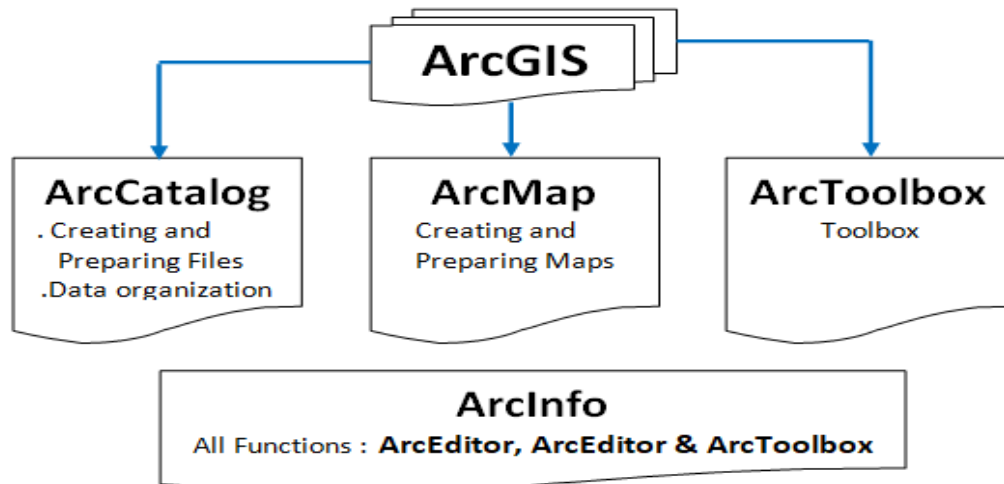 ArcGIS
ArcCatalog
. Creating and
Preparing Files
.Data organization
ArcMap
Creating and
Preparing Maps
ArcToolbox
Toolbox
ArcInfo
All Functions : ArcEditor, ArcEditor & ArcToolbox